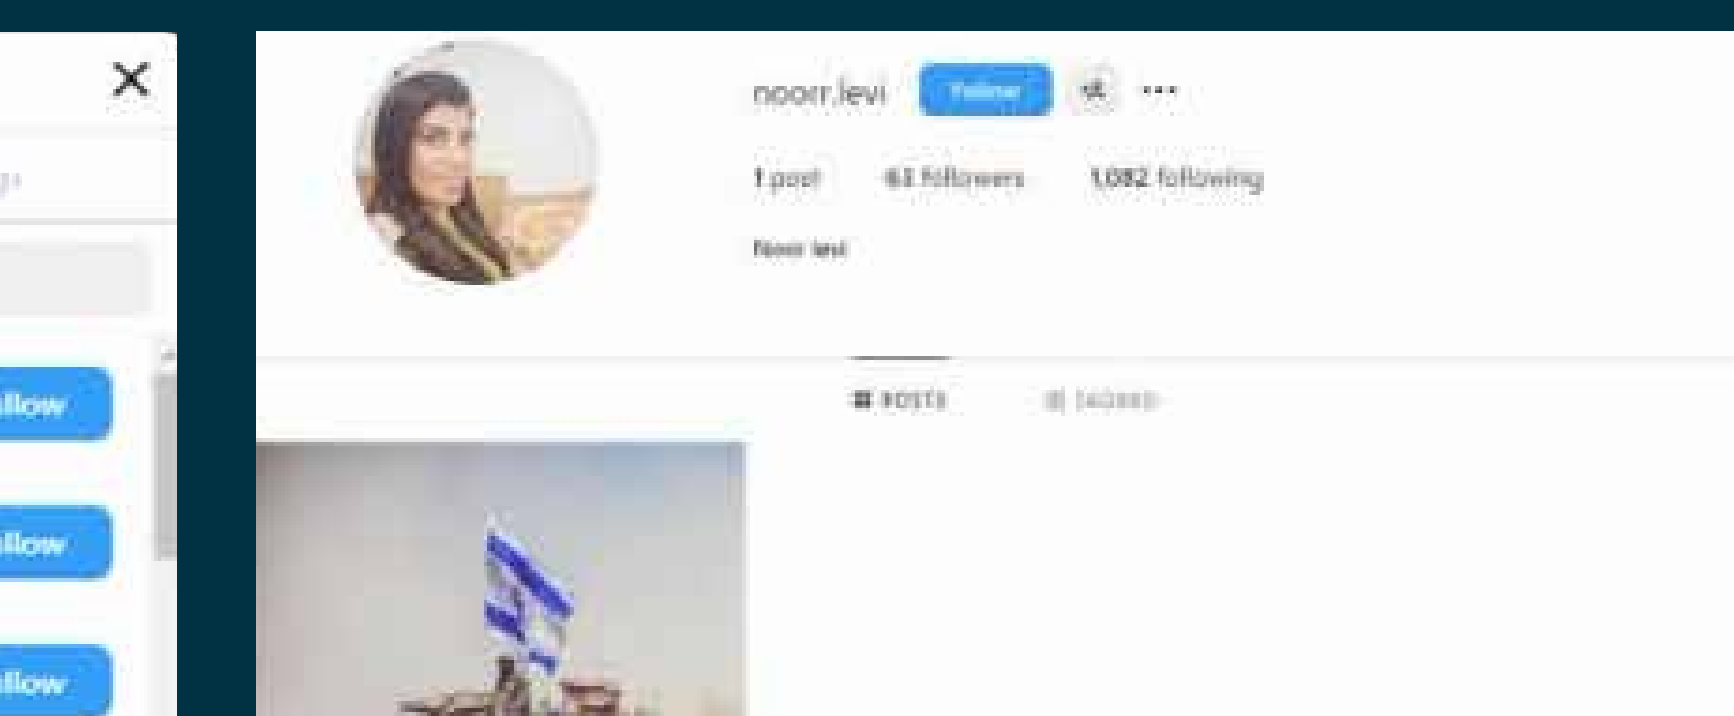 noorr.levi Follow
1 post 63 followers 1,082 following
Noor levi
POSTS TAGGED
llow
llow
llow